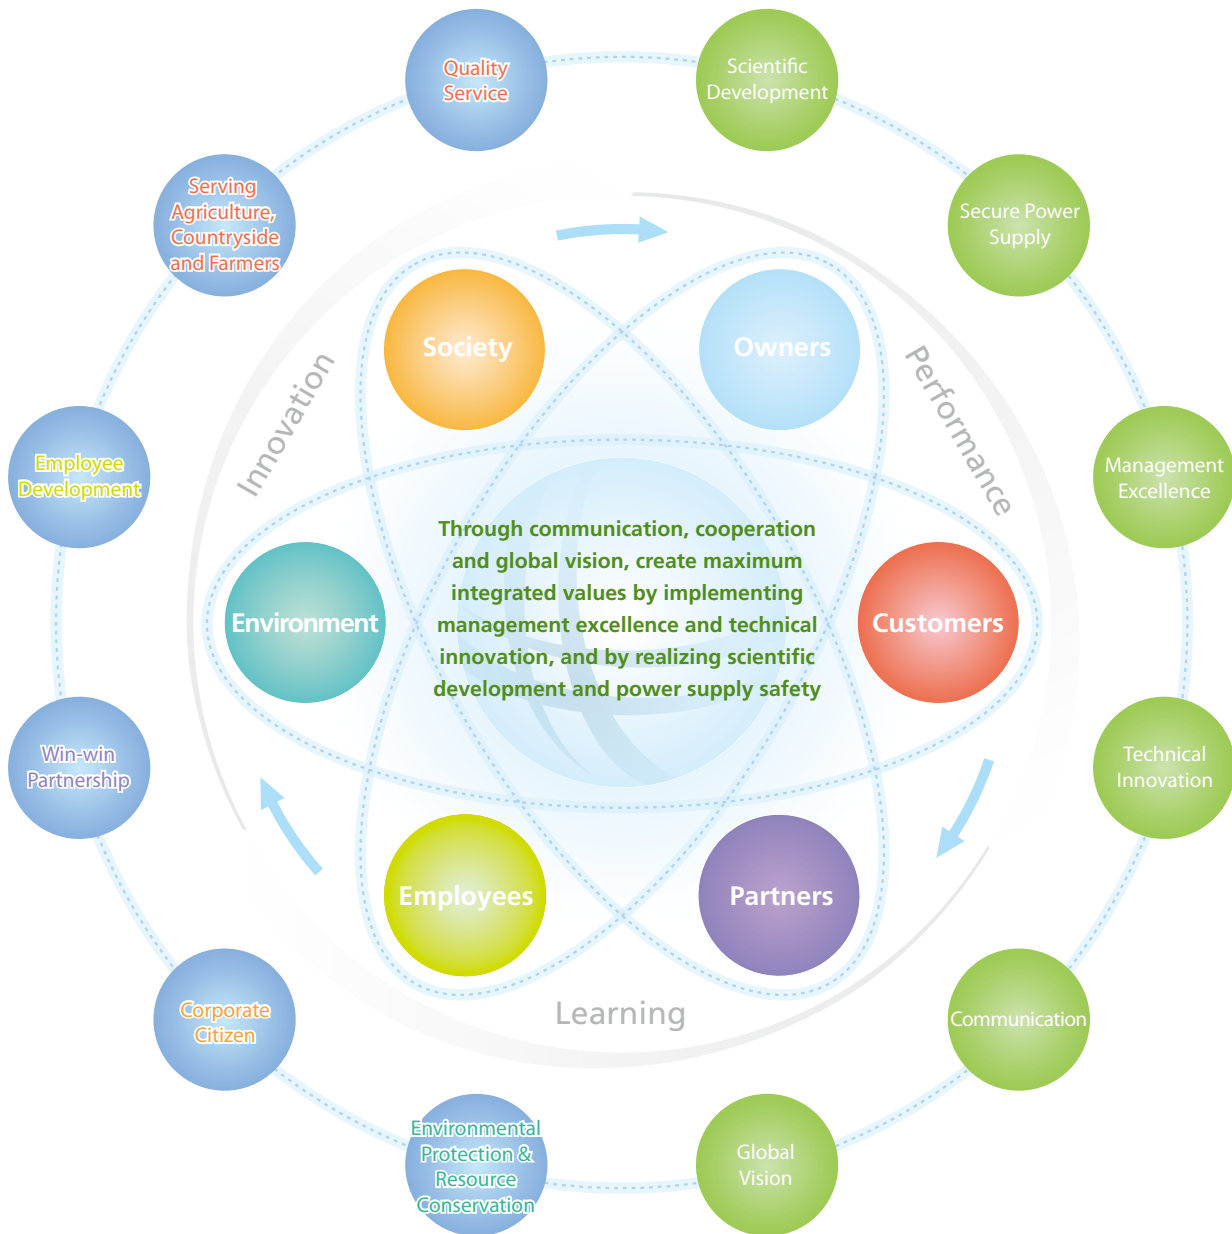 Quality
Service
Scientific
Development
Serving
Agriculture,
Countryside
and Farmers
Secure Power
Supply
Society
Owners
Innovation
Performance
Employee
Development
Management
Excellence
Through communication, cooperation
and global vision, create maximum
integrated values by implementing
management excellence and technical
innovation, and by realizing scientific
development and power supply safety
Environment
Customers
Win-win
Partnership
Technical
Innovation
Employees
Partners
Learning
Corporate
Citizen
Communication
Environmental
Protection &
Resource
Conservation
Global
Vision